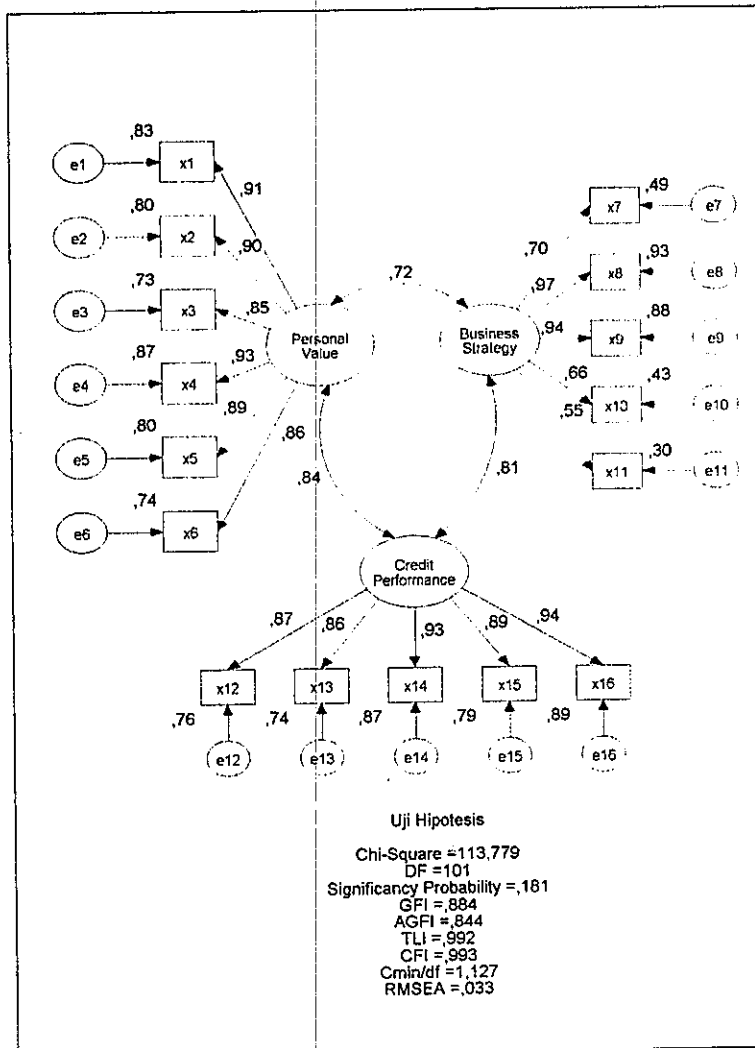 ,83
e1
x1
,91
,80
e2
x2
,90
,73
e3
x3
,85
,87
e4
x4
,93
,80
e5
x5
,89
,74
e6
x6
,86
Personal
Value
,72
Business
Strategy
,70
x7
,49
e7
,97
x8
,93
e8
,94
x9
,88
e9
,66
x10
,43
e10
,55
x11
,30
e11
,84
,81
Credit
Performance
,87
,86
,93
,89
,94
x12
x13
x14
x15
x16
,76
,74
,87
,79
,89
e12
e13
e14
e15
e16
Uji Hipotesis
Chi-Square =113,779
DF =101
Significancy Probability =,181
GFI =,884
AGFI =,844
TLI =,992
CFI =,993
Cmin/df =1,127
RMSEA =,033